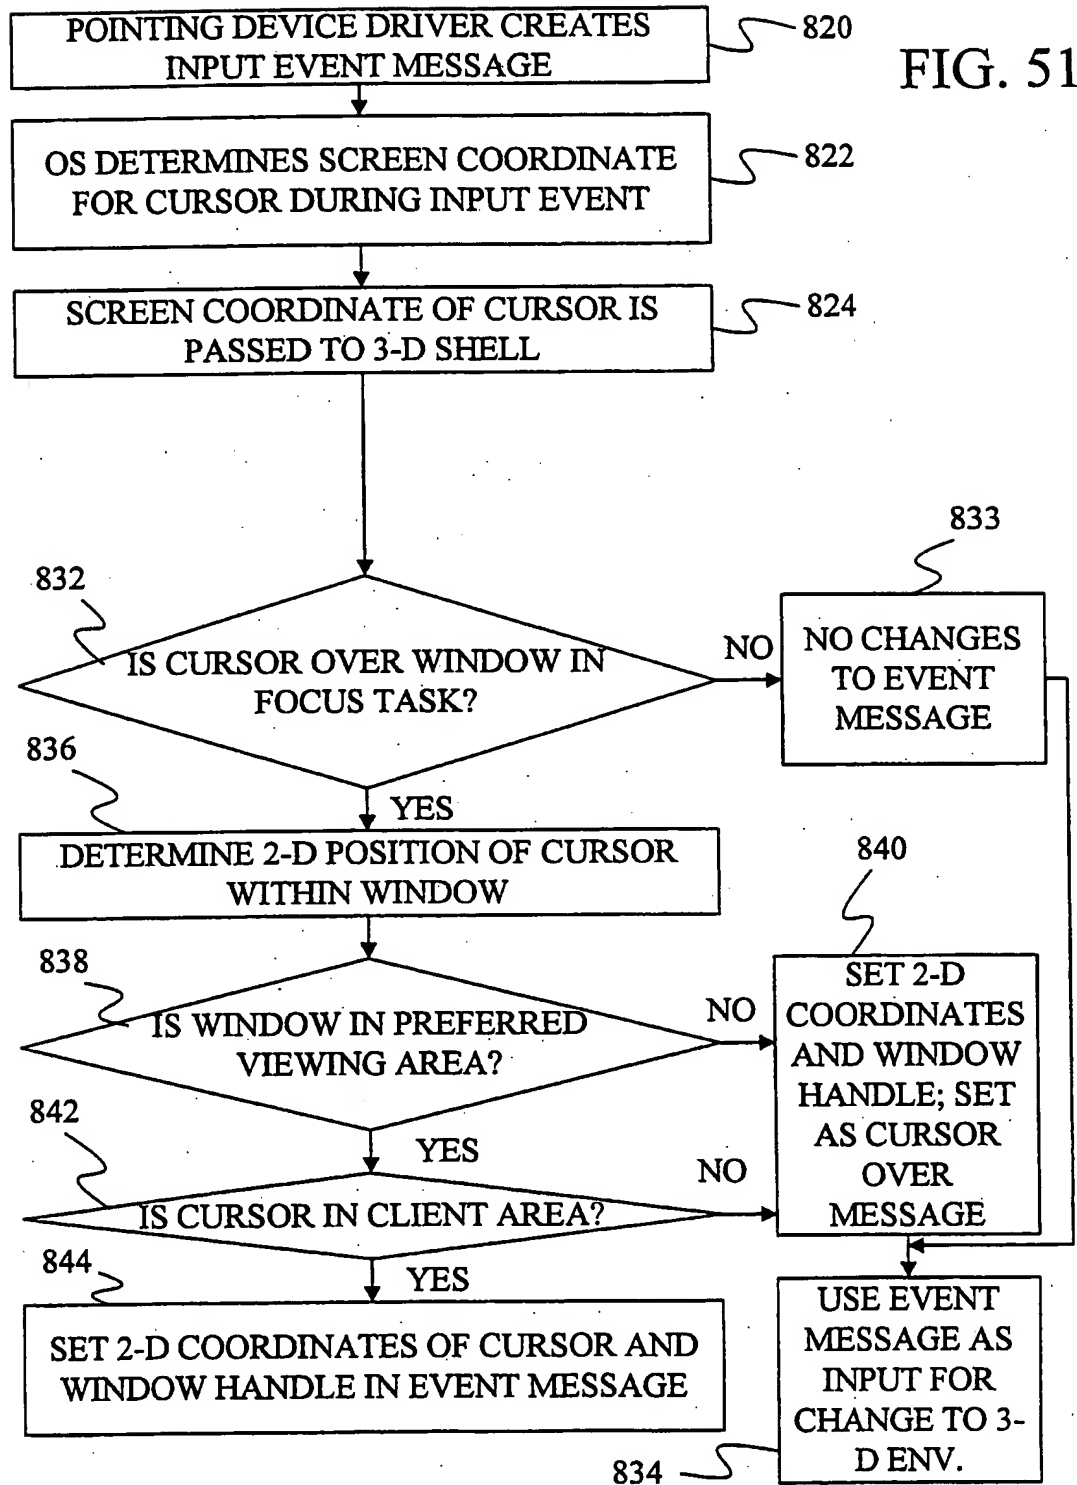 POINTING DEVICE DRIVER CREATES
INPUT EVENT MESSAGE
820
FIG. 51
OS DETERMINES SCREEN COORDINATE
FOR CURSOR DURING INPUT EVENT
822
SCREEN COORDINATE OF CURSOR IS
PASSED TO 3-D SHELL
824
832
IS CURSOR OVER WINDOW IN
FOCUS TASK?
NO
833
NO CHANGES
TO EVENT
MESSAGE
YES
836
DETERMINE 2-D POSITION OF CURSOR
WITHIN WINDOW
838
IS WINDOW IN PREFERRED
VIEWING AREA?
NO
840
SET 2-D
COORDINATES
AND WINDOW
HANDLE; SET
AS CURSOR
OVER
MESSAGE
YES
842
IS CURSOR IN CLIENT AREA?
NO
YES
844
SET 2-D COORDINATES OF CURSOR AND
WINDOW HANDLE IN EVENT MESSAGE
USE EVENT
MESSAGE AS
INPUT FOR
CHANGE TO 3-
D ENV.
834